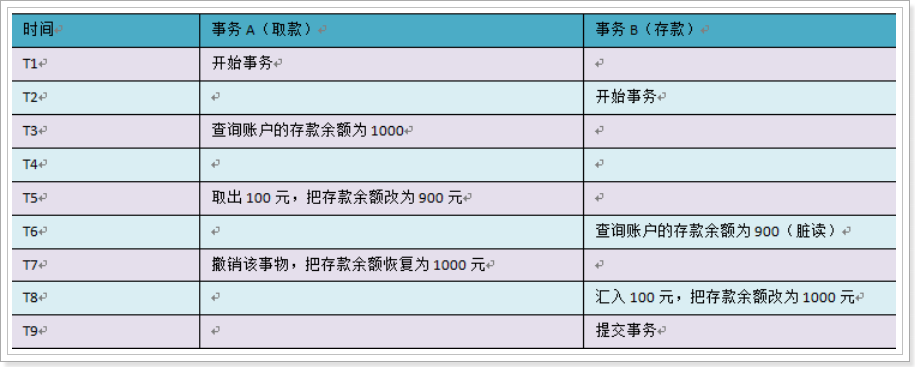 时间 事务 A（取款） 事务 B（存款）
T1 开始事务
T2 开始事务
T3 查询账户的存款余额为 1000
T4
T5 取出 100 元，把存款余额改为 900 元
T6 查询账户的存款余额为 900（脏读）
T7 撤销该事物，把存款余额恢复为 1000 元
T8 汇入 100 元，把存款余额改为 1000 元
T9 提交事务